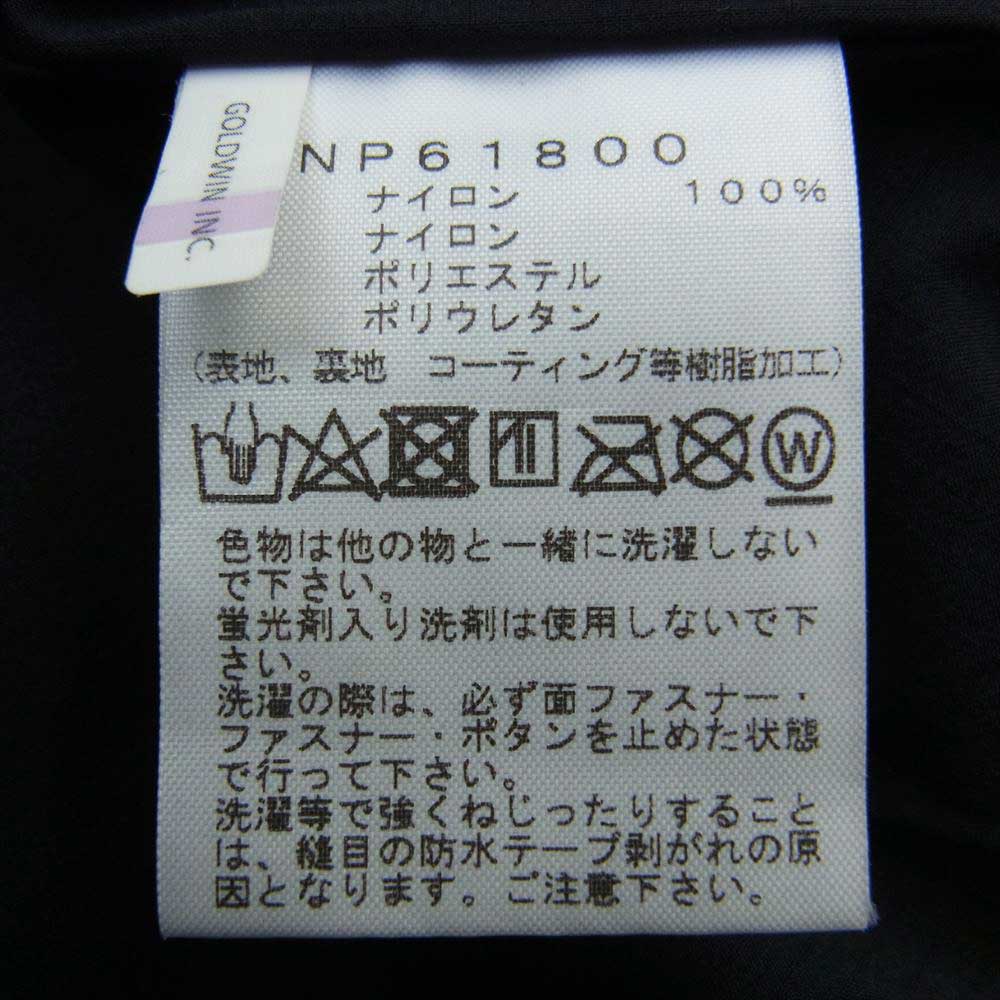 GOLDWIN INC.
NP61800
ナイロン 100%
ナイロン
ポリエステル
ポリウレタン
(表地、裏地 コーティング等樹脂加工)
W
色物は他の物と一緒に洗濯しない
で下さい。
蛍光剤入り洗剤は使用しないで下
さい。
洗濯の際は、必ず面ファスナー・
ファスナー・ボタンを止めた状態
で行って下さい。
洗濯等で強くねじったりすること
は、縫目の防水テープ剥がれの原
因となります。ご注意下さい。